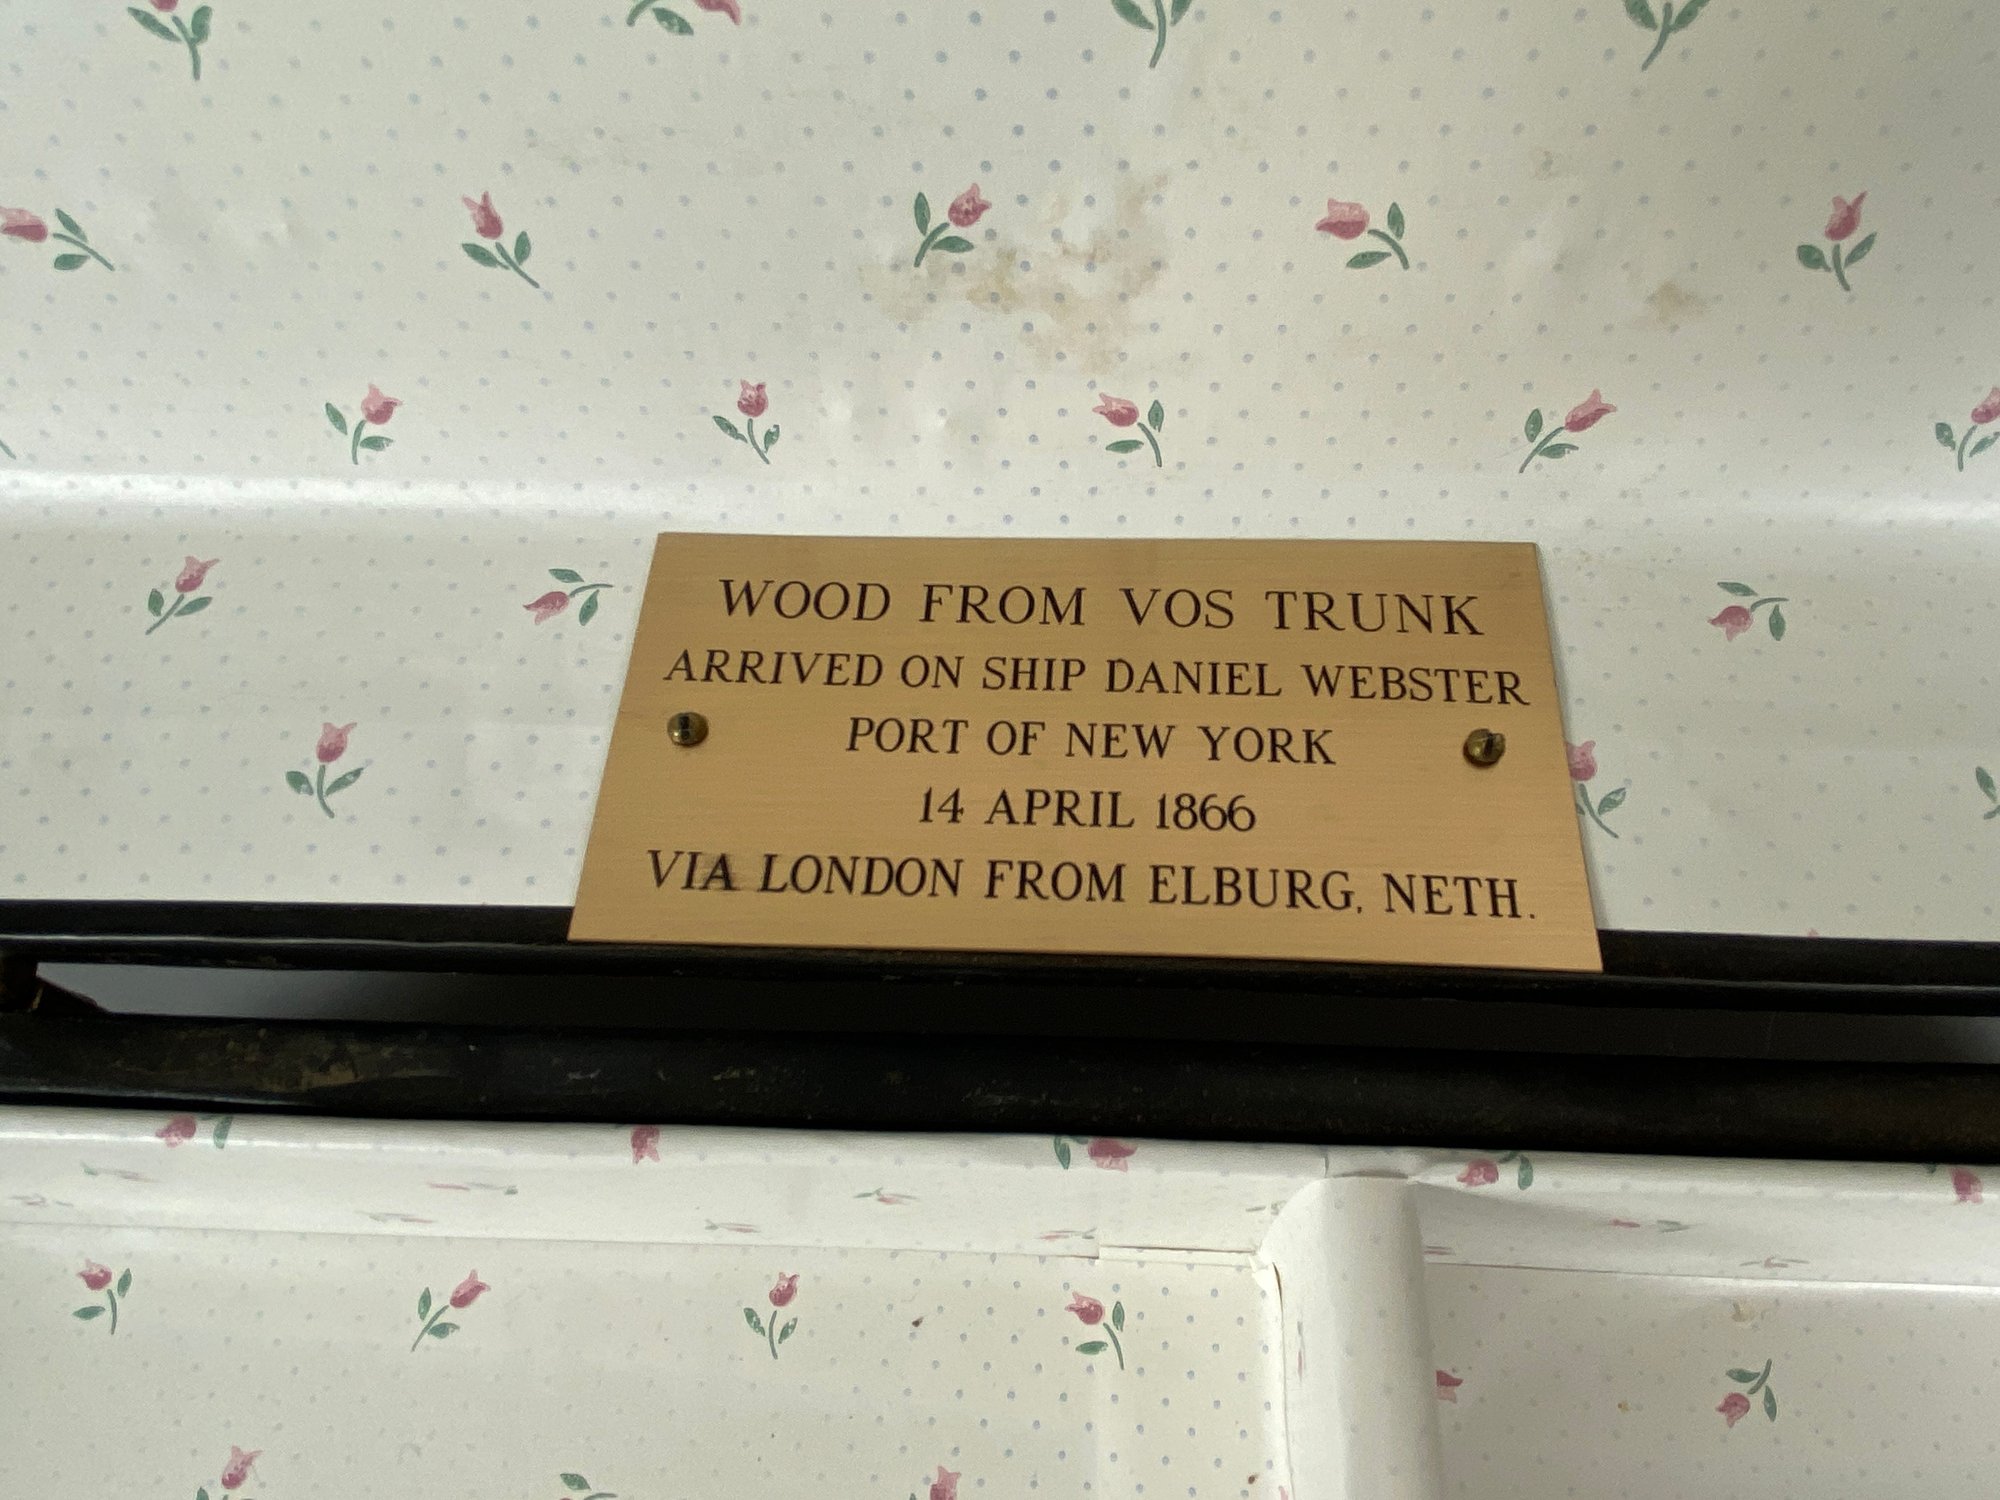 WOOD FROM VOS TRUNK
ARRIVED ON SHIP DANIEL WEBSTER
PORT OF NEW YORK
14 APRIL 1866
VIA LONDON FROM ELBURG, NETH.